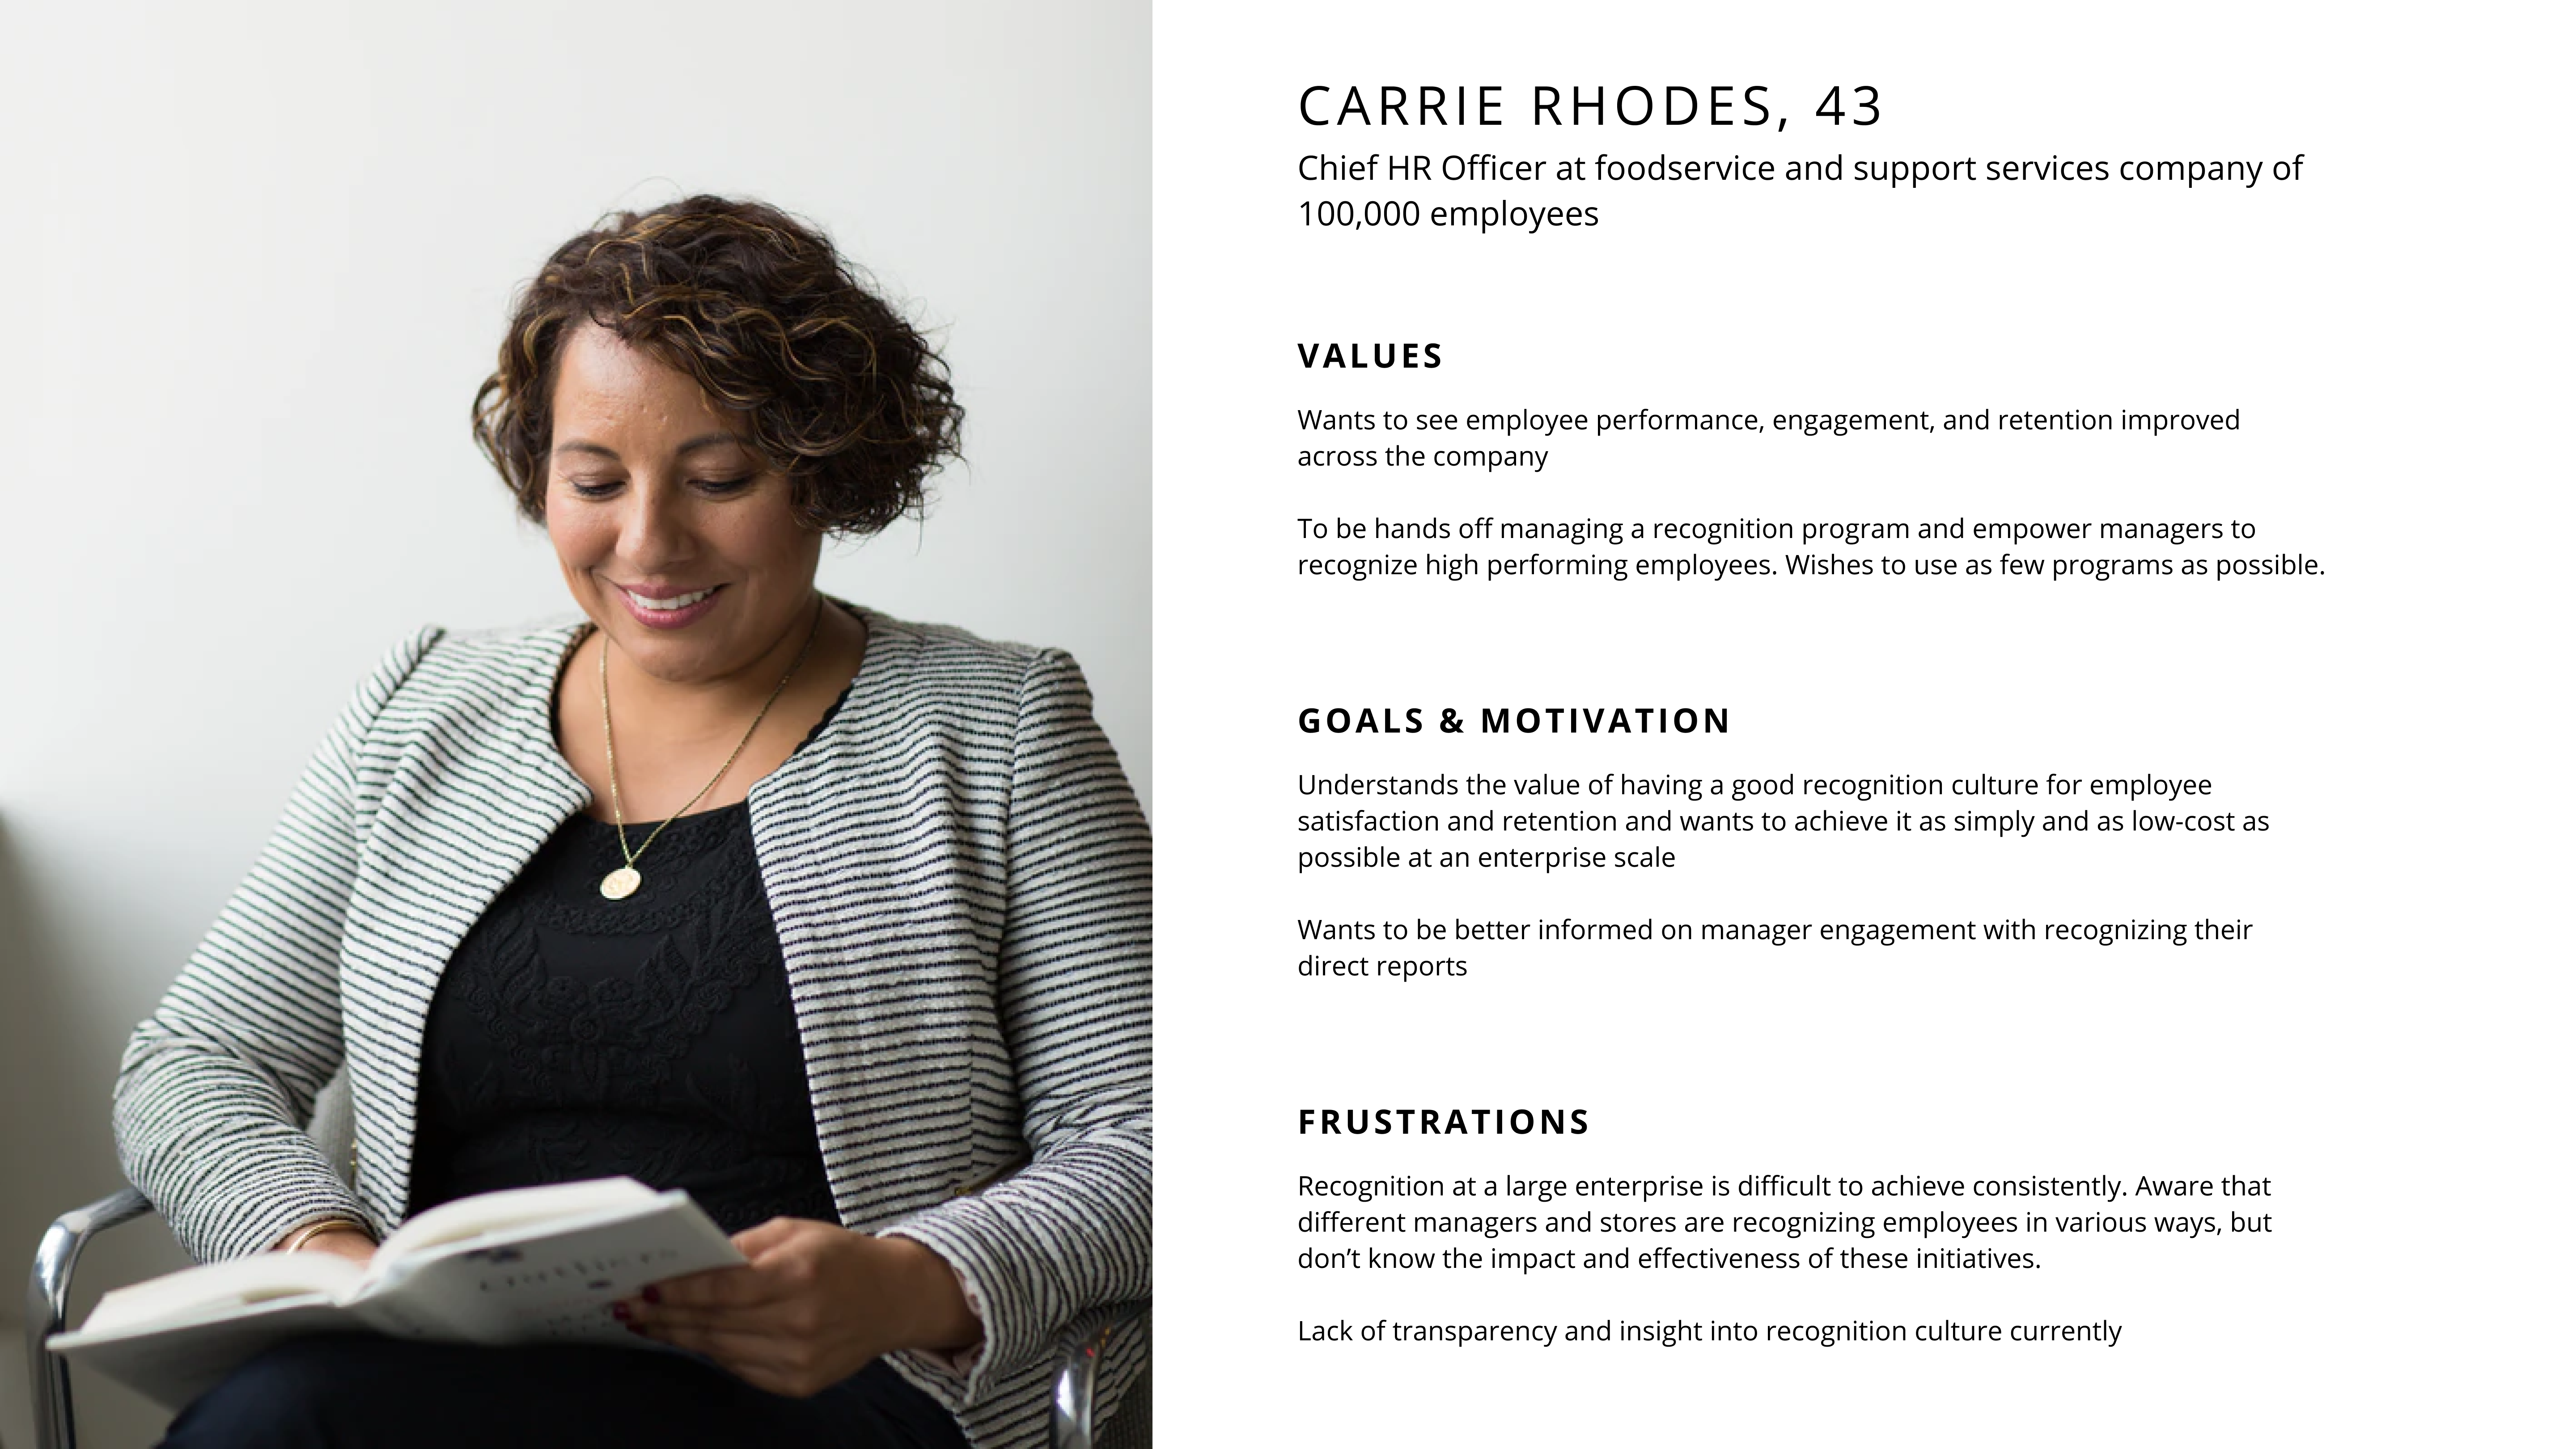 CARRIE RHODES, 43
Chief HR Officer at foodservice and support services company of
100,000 employees
VALUES
Wants to see employee performance, engagement, and retention improved
across the company
To be hands off managing a recognition program and empower managers to
recognize high performing employees. Wishes to use as few programs as possible.
GOALS & MOTIVATION
Understands the value of having a good recognition culture for employee
satisfaction and retention and wants to achieve it as simply and as low-cost as
possible at an enterprise scale
Wants to be better informed on manager engagement with recognizing their
direct reports
FRUSTRATIONS
Recognition at a large enterprise is difficult to achieve consistently. Aware that
different managers and stores are recognizing employees in various ways, but
don’t know the impact and effectiveness of these initiatives.
Lack of transparency and insight into recognition culture currently